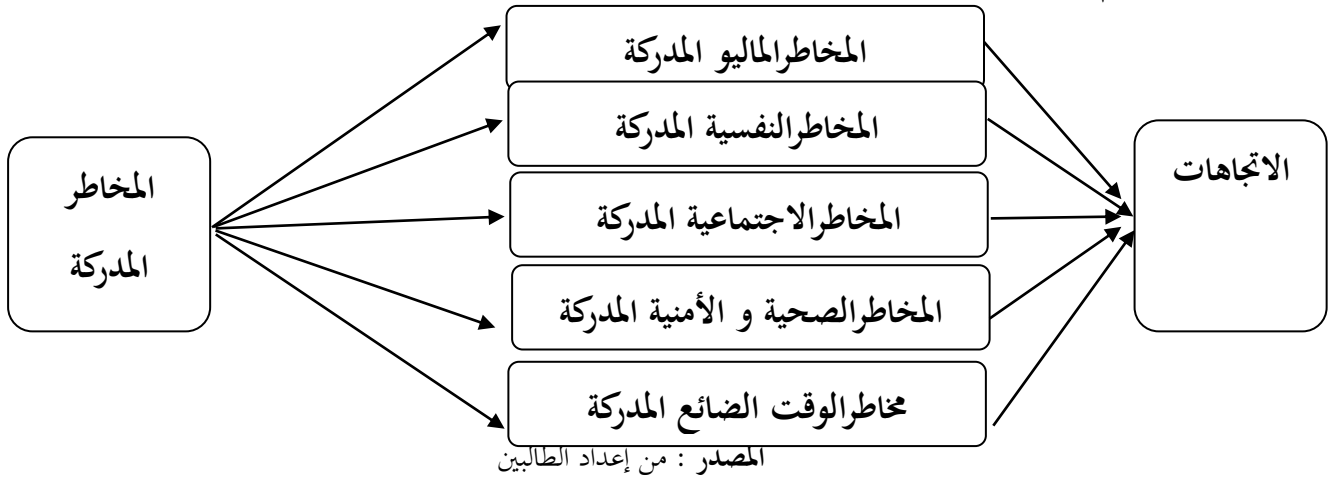 المخاطرالماليو المدركة
المخاطرالنفسية المدركة
الاتجاهات
المخاطر
المدركة
المخاطرالاجتماعية المدركة
المخاطرالصحية و الأمنية المدركة
مخاطرالوقت الضائع المدركة
المصدر : من إعداد الطالبين